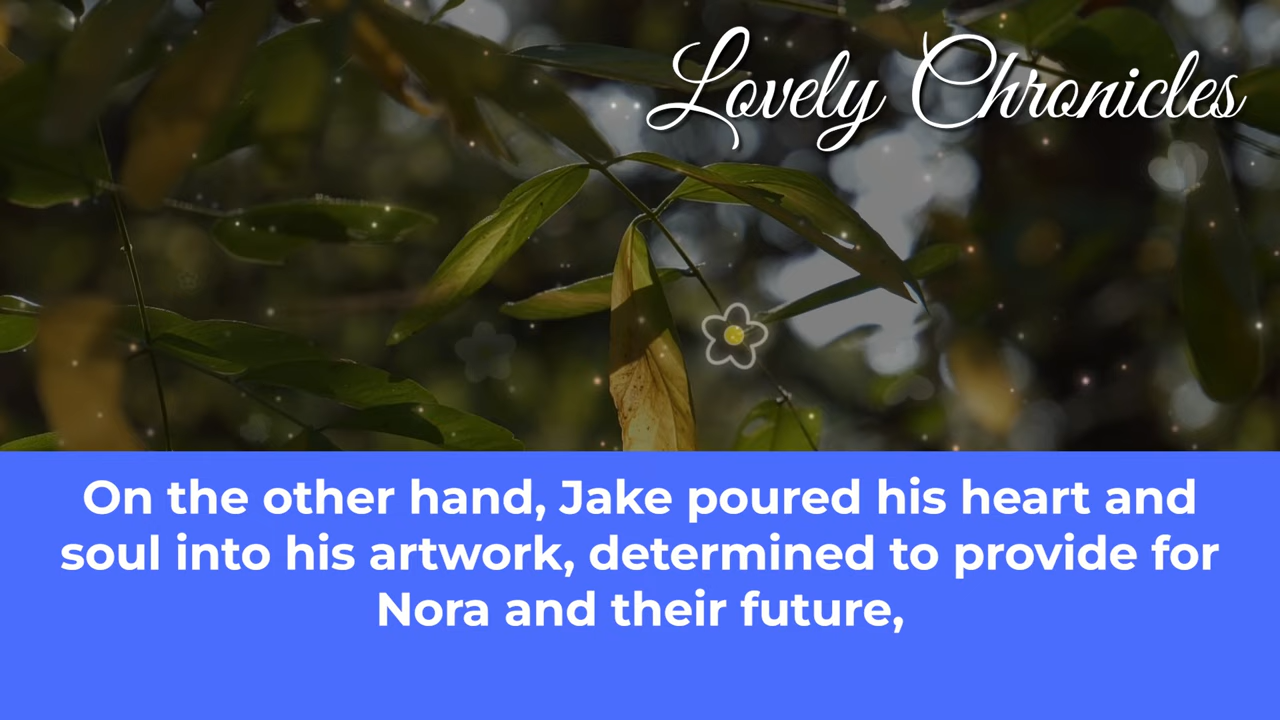 Lovely Chronicles
On the other hand, Jake poured his heart and
soul into his artwork, determined to provide for
Nora and their future,